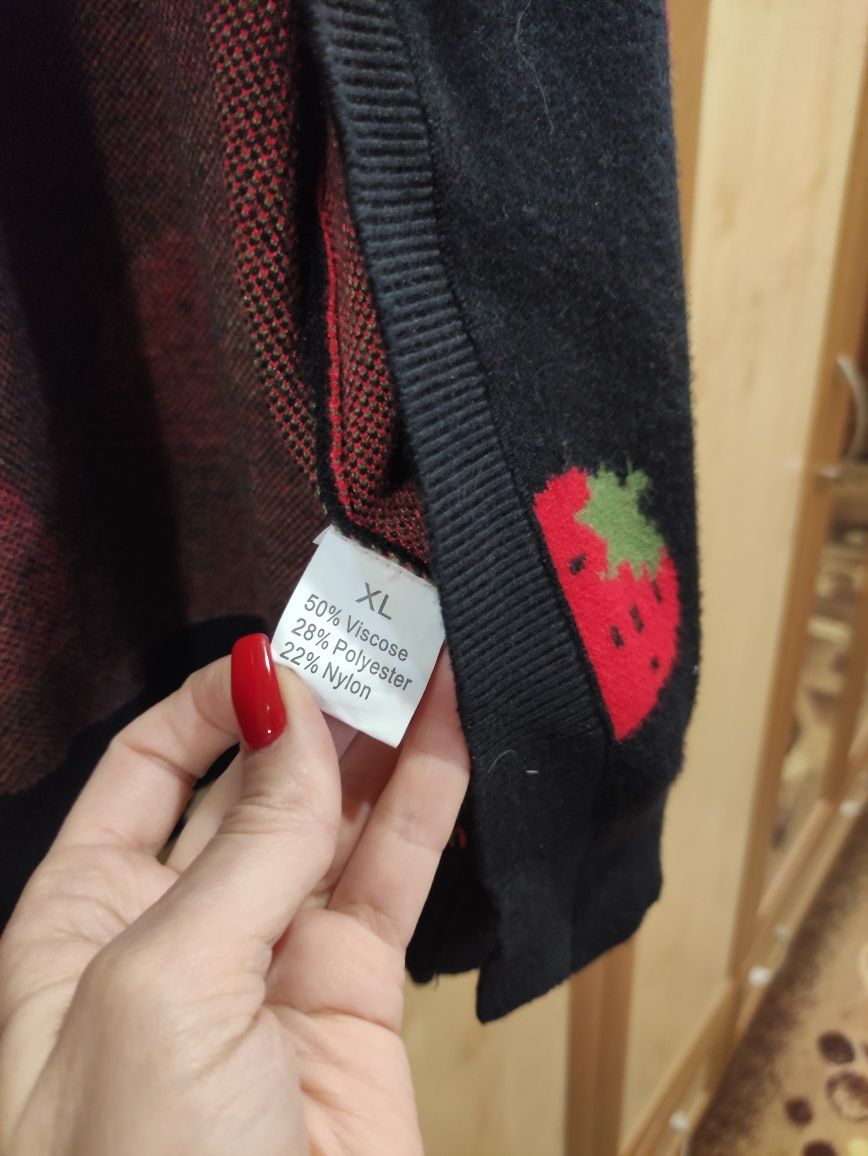 XL
50% Viscose
28% Polyester
22% Nylon